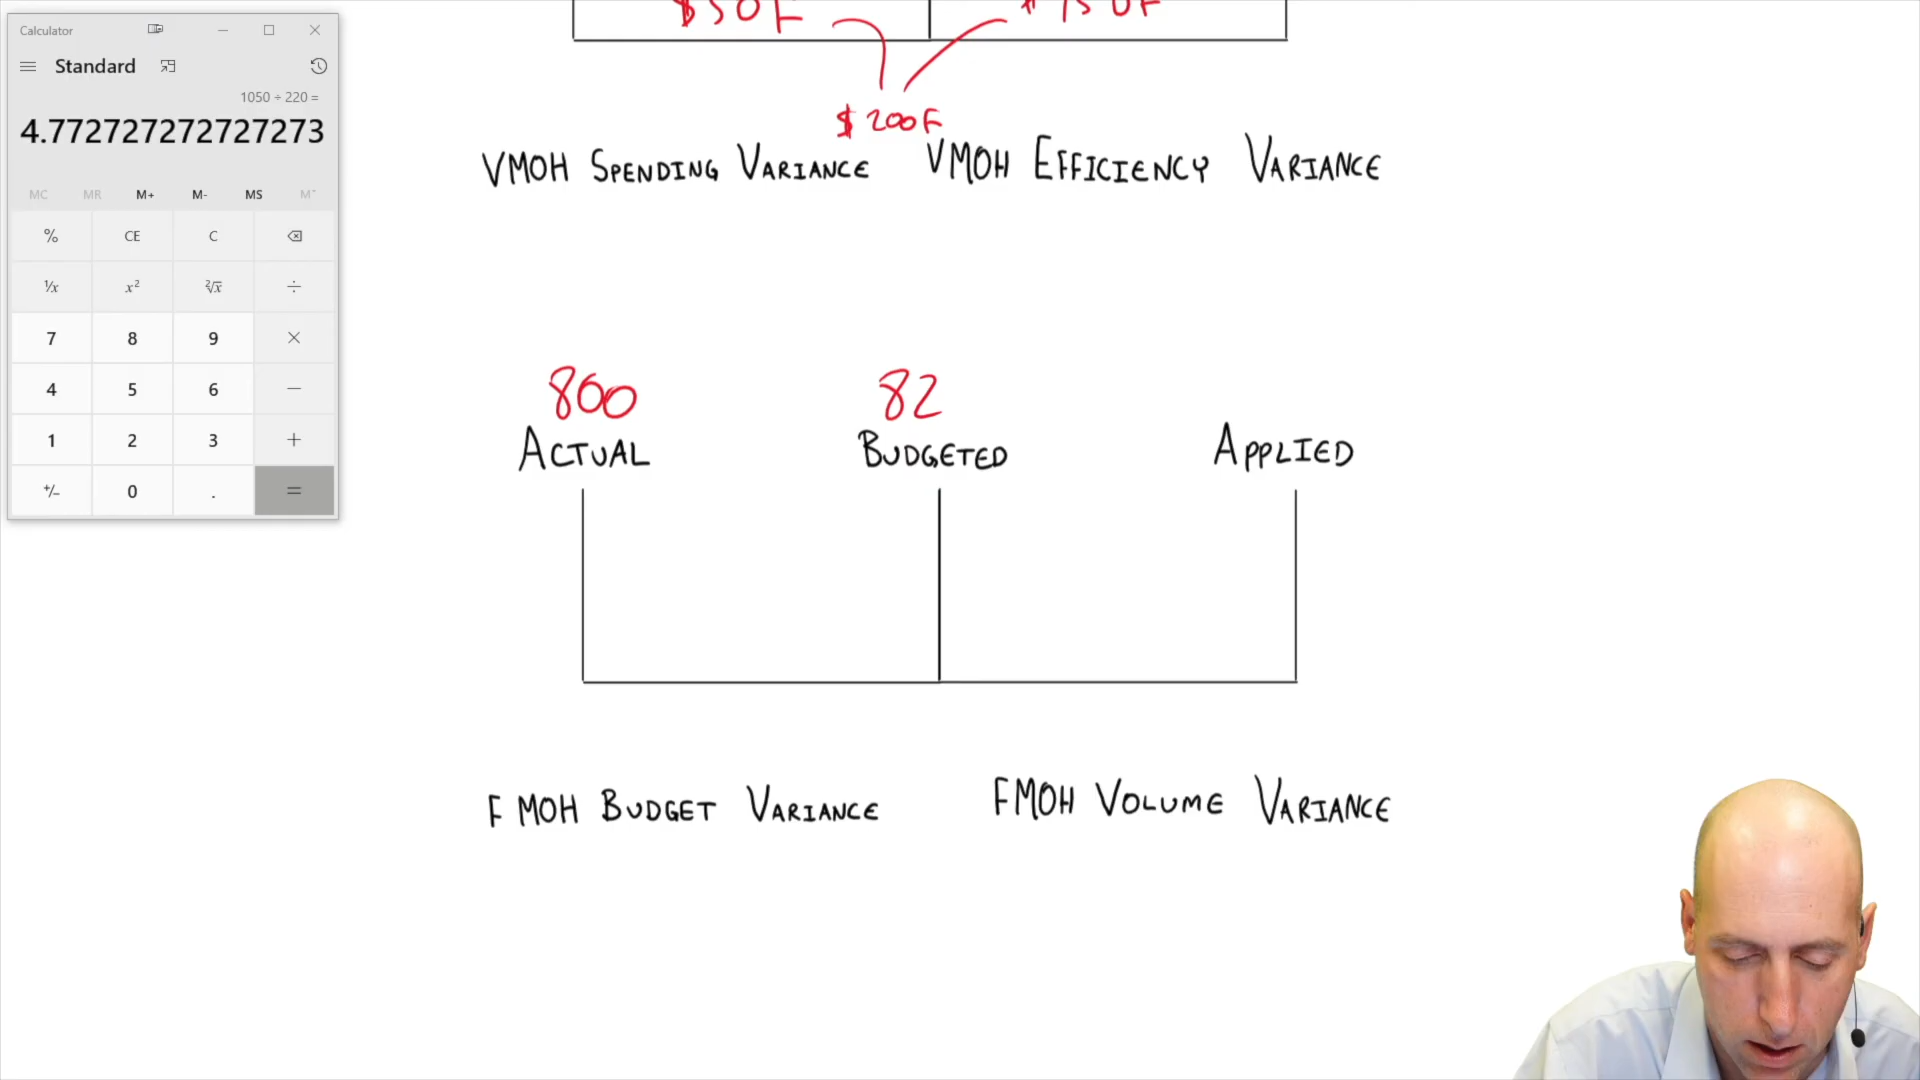 Calculator
Standard
1050 ÷ 220 =
4.772727272727273
MC MR M+ M- MS M˅
% CE C
¹/x x² ²√x ÷
7 8 9 ×
4 5 6 −
1 2 3 +
+/− 0 . =
$50F
$200F
VMOH SPENDING VARIANCE VMOH EFFICIENCY VARIANCE
800 82
ACTUAL BUDGETED APPLIED
FMOH BUDGET VARIANCE FMOH VOLUME VARIANCE